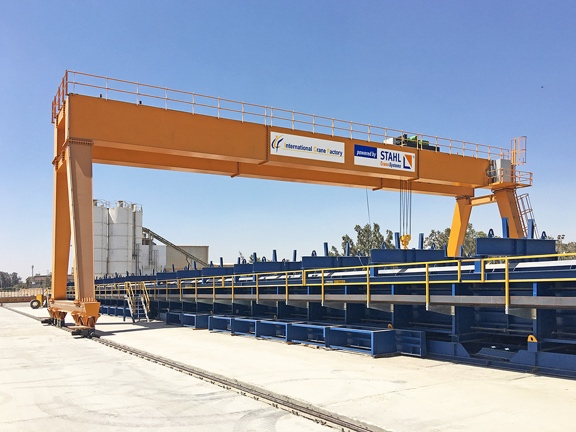 International Crane Factory
powered by
STAHL
CraneSystems